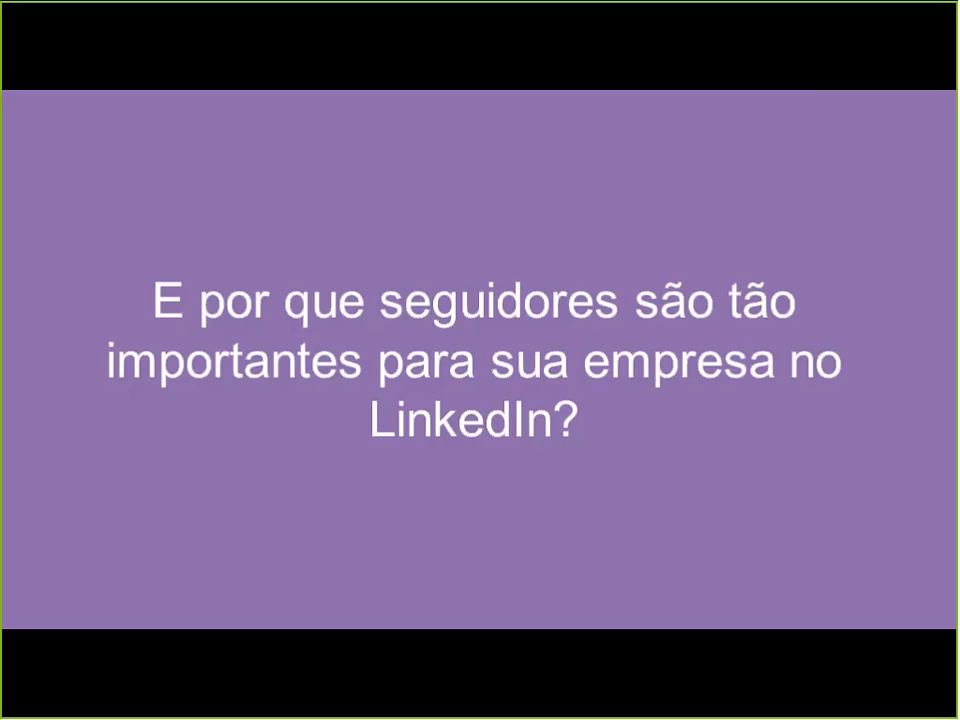 E por que seguidores são tão
importantes para sua empresa no
LinkedIn?